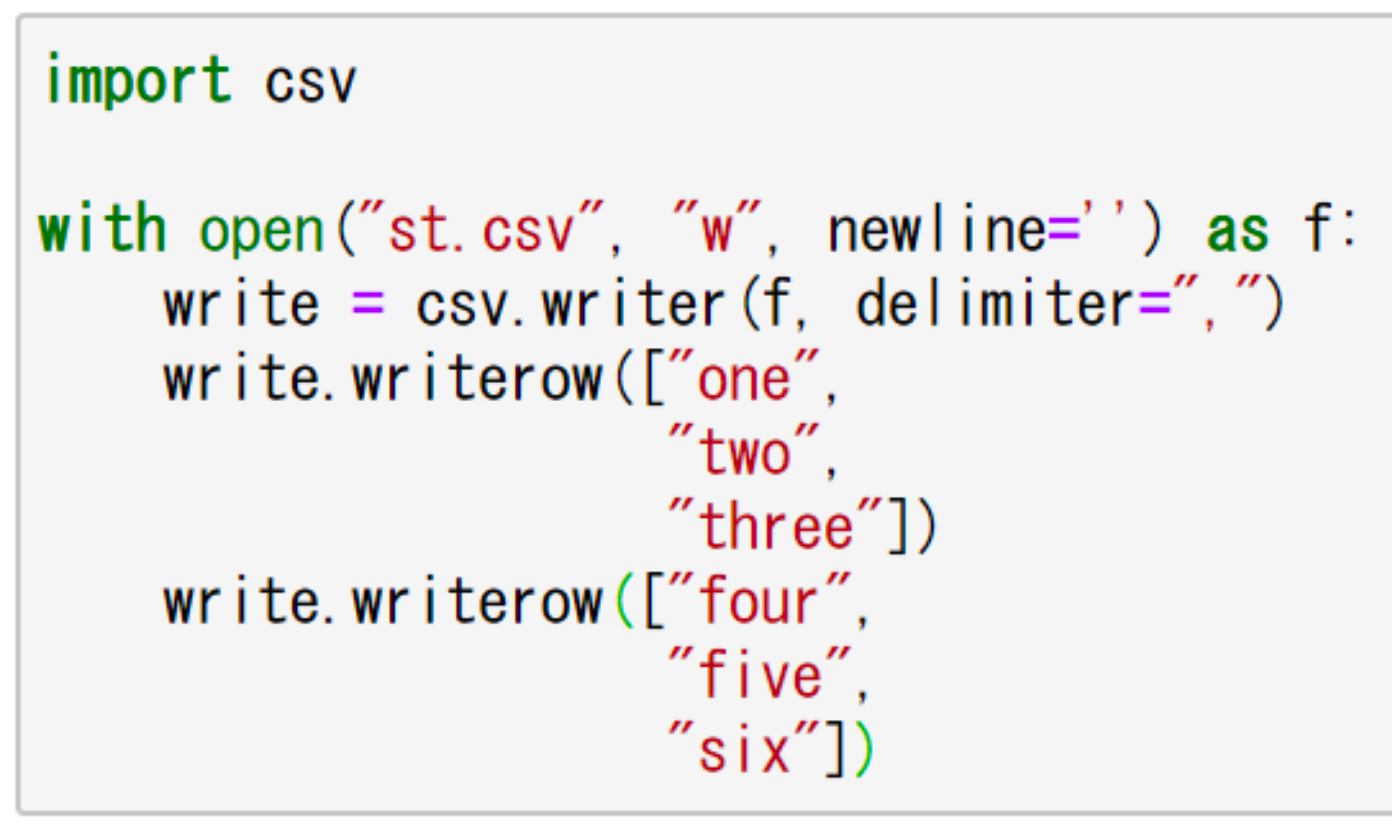 import csv

with open("st.csv", "w", newline='') as f:
    write = csv.writer(f, delimiter=",")
    write.writerow(["one",
                    "two",
                    "three"])
    write.writerow(["four",
                    "five",
                    "six"])